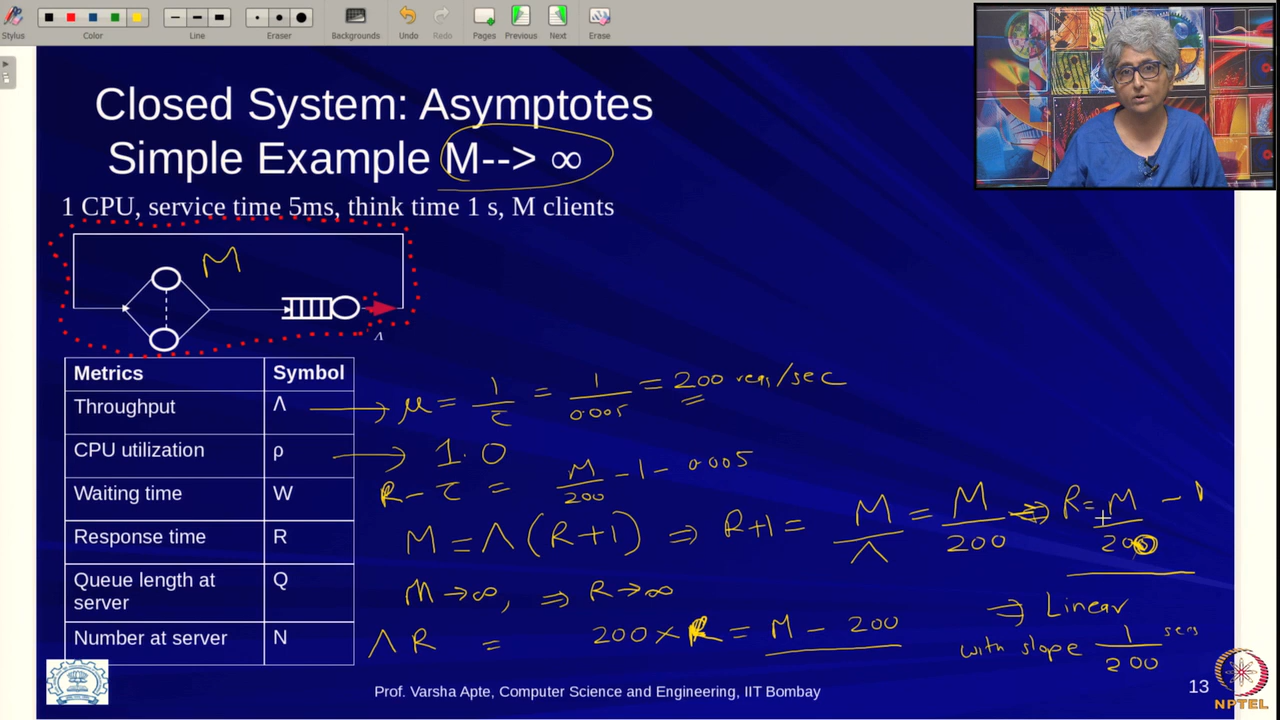 Stylus
Color
Line
Eraser
Backgrounds
Undo
Redo
Pages
Previous
Next
Erase
Closed System: Asymptotes
Simple Example M--> ∞
1 CPU, service time 5ms, think time 1 s, M clients
M
Λ
Metrics Symbol
Throughput Λ → μ = 1/τ = 1/0.005 = 200 reqs/sec
CPU utilization ρ → 1.0
Waiting time W R - τ = M/200 - 1 - 0.005
Response time R M = Λ (R+1) ⇒ R+1 = M/Λ = M/200 ⇒ R = M/200 - 1
Queue length at server Q M → ∞, ⇒ R → ∞
⇒ Linear with slope 1/200 secs
Number at server N Λ R = 200 × R = M - 200
Prof. Varsha Apte, Computer Science and Engineering, IIT Bombay
13
NPTEL